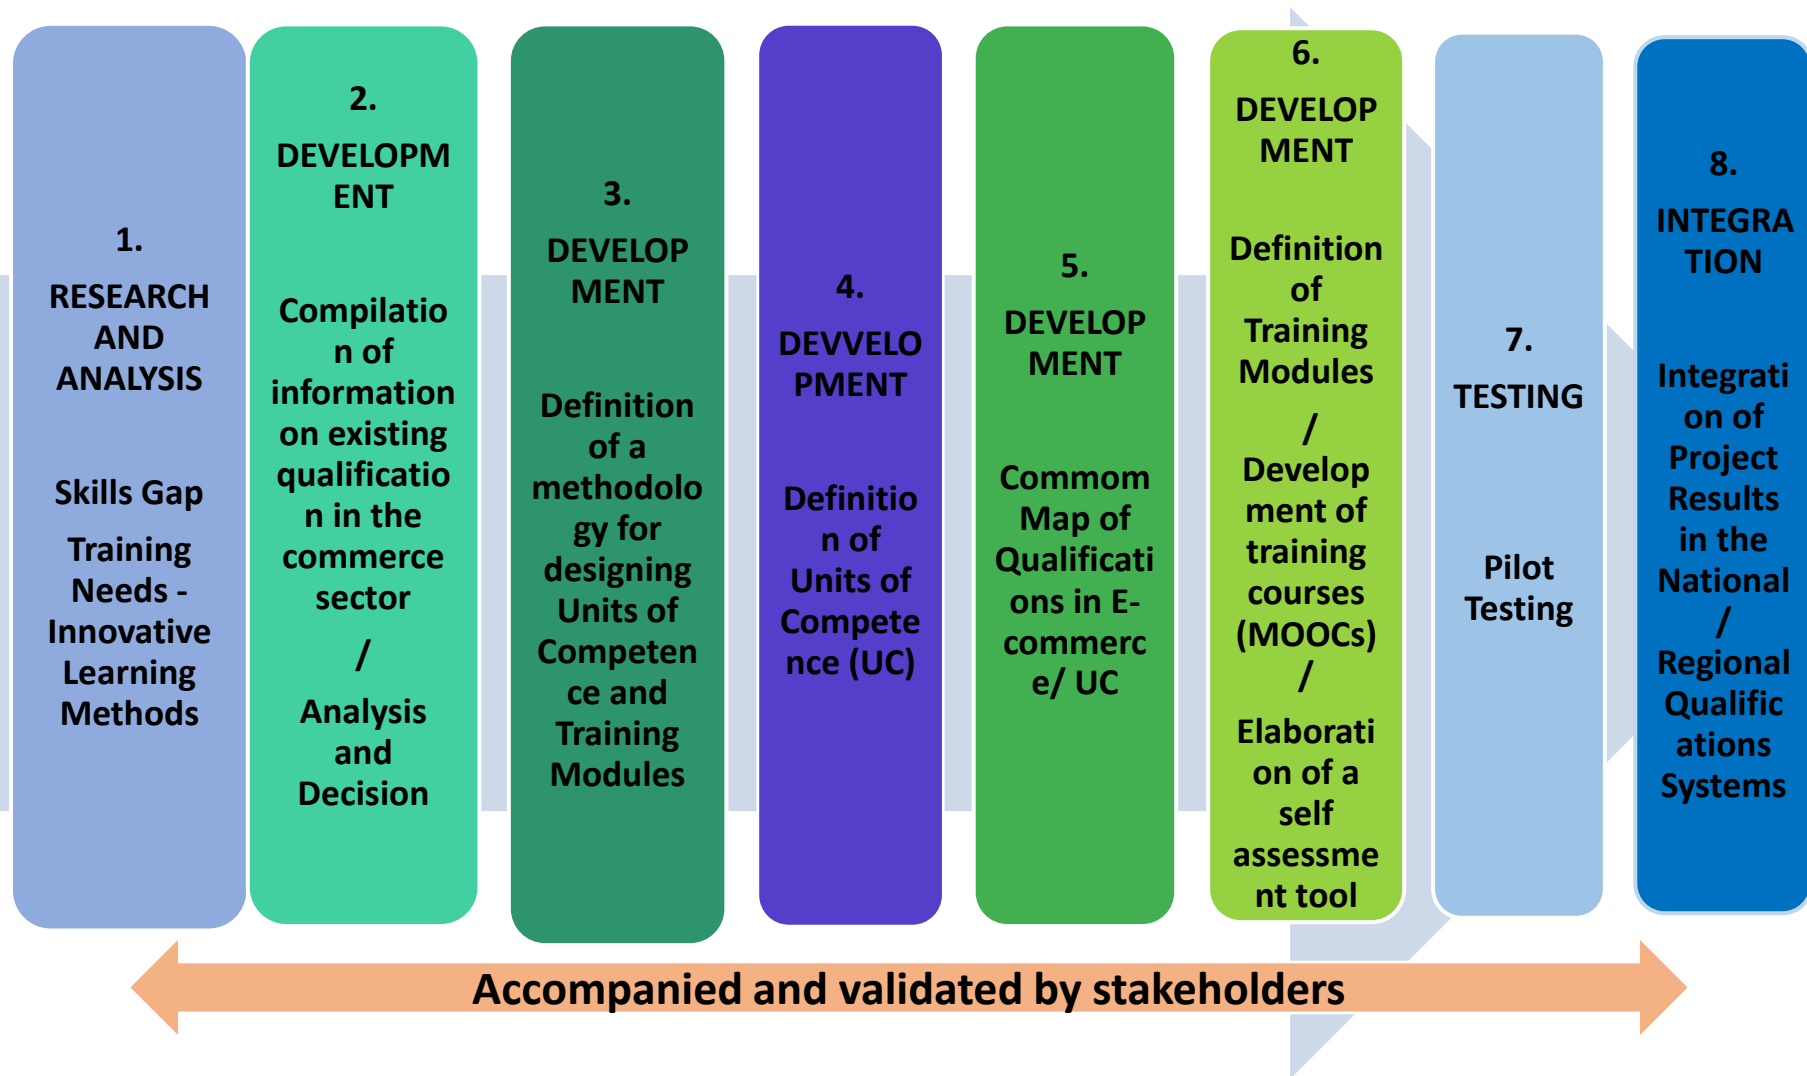 1.
RESEARCH
AND
ANALYSIS
Skills Gap
Training
Needs -
Innovative
Learning
Methods
2.
DEVELOPM
ENT
Compilatio
n of
information
on existing
qualificatio
n in the
commerce
sector
/
Analysis
and
Decision
3.
DEVELOP
MENT
Definition
of a
methodolo
gy for
designing
Units of
Competen
ce and
Training
Modules
4.
DEVVELO
PMENT
Definitio
n of
Units of
Compete
nce (UC)
5.
DEVELOP
MENT
Commom
Map of
Qualificati
ons in E-
commerc
e/ UC
6.
DEVELOP
MENT
Definition
of
Training
Modules
/
Develop
ment of
training
courses
(MOOCs)
/
Elaborati
on of a
self
assessme
nt tool
7.
TESTING
Pilot
Testing
8.
INTEGRA
TION
Integrati
on of
Project
Results
in the
National
/
Regional
Qualific
ations
Systems
Accompanied and validated by stakeholders